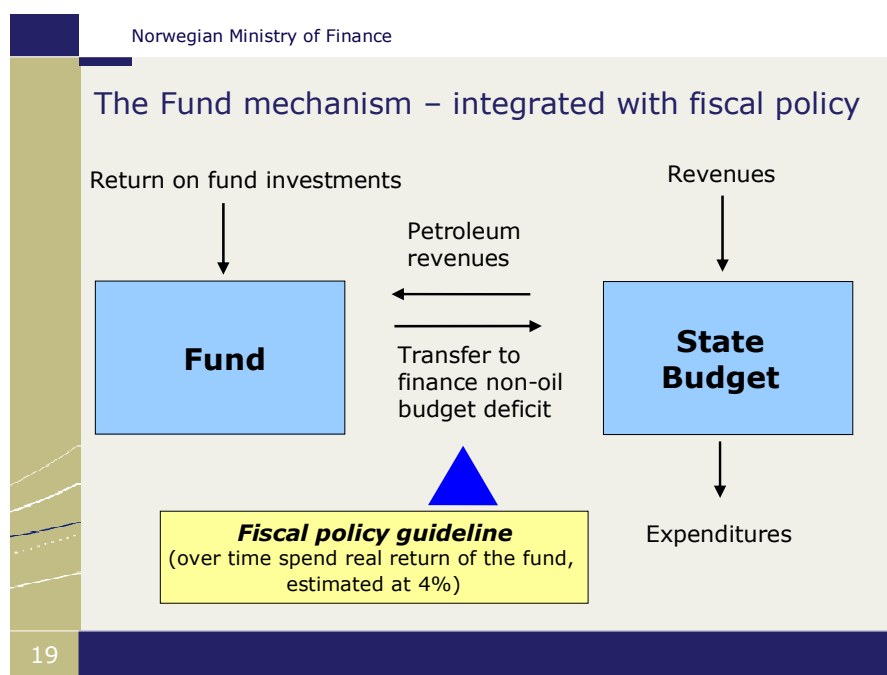 Norwegian Ministry of Finance
The Fund mechanism – integrated with fiscal policy
Return on fund investments
Revenues
Petroleum
revenues
Fund
State
Budget
Transfer to
finance non-oil
budget deficit
Fiscal policy guideline
(over time spend real return of the fund,
estimated at 4%)
Expenditures
19